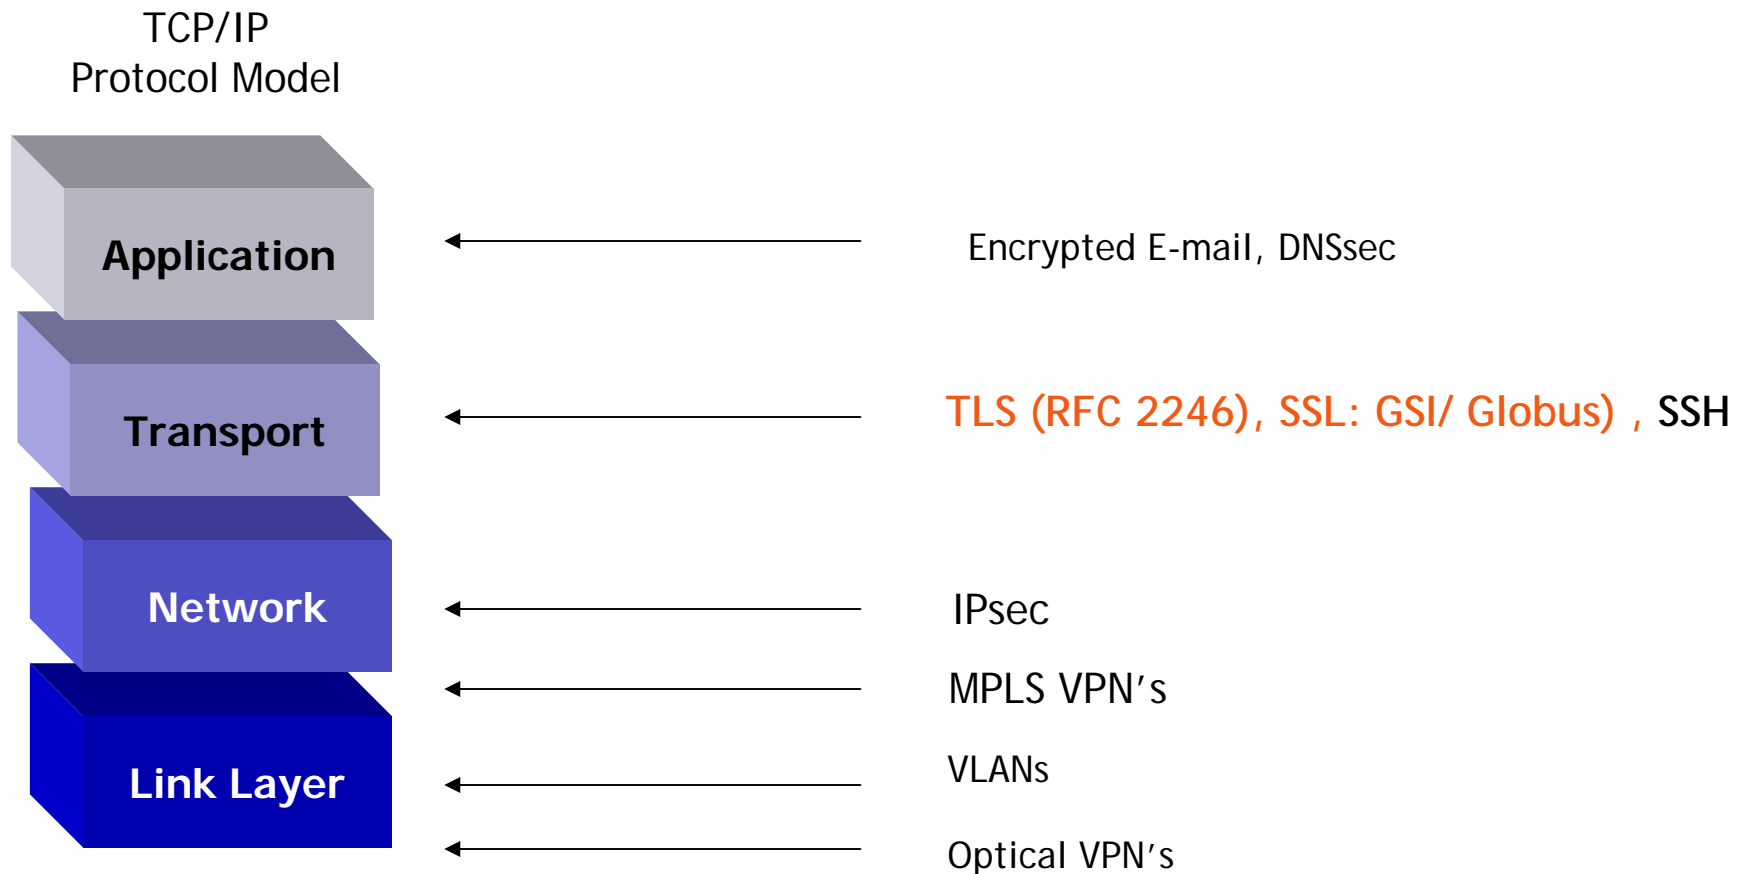 TCP/IP
Protocol Model
Application
Encrypted E-mail, DNSsec
Transport
TLS (RFC 2246), SSL: GSI/ Globus) , SSH
Network
IPsec
MPLS VPN’s
Link Layer
VLANs
Optical VPN’s